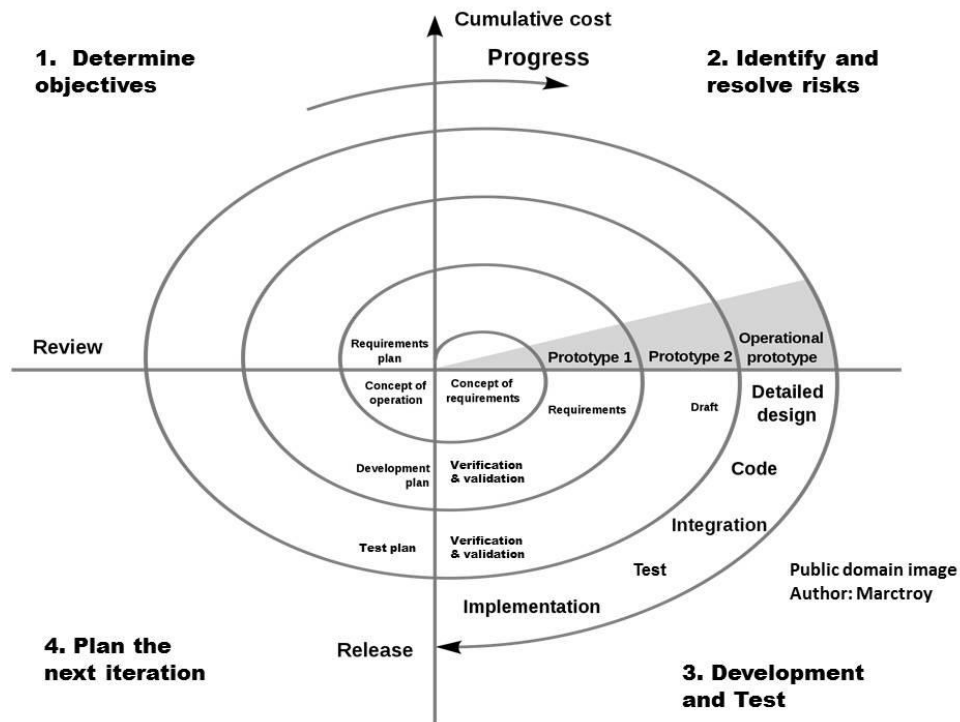 Cumulative cost
1. Determine
objectives
Progress
2. Identify and
resolve risks
Review
Requirements
plan
Prototype 1
Prototype 2
Operational
prototype
Concept of
operation
Concept of
requirements
Requirements
Draft
Detailed
design
Development
plan
Verification
& validation
Code
Integration
Test plan
Verification
& validation
Test
Implementation
Public domain image
Author: Marctroy
4. Plan the
next iteration
Release
3. Development
and Test